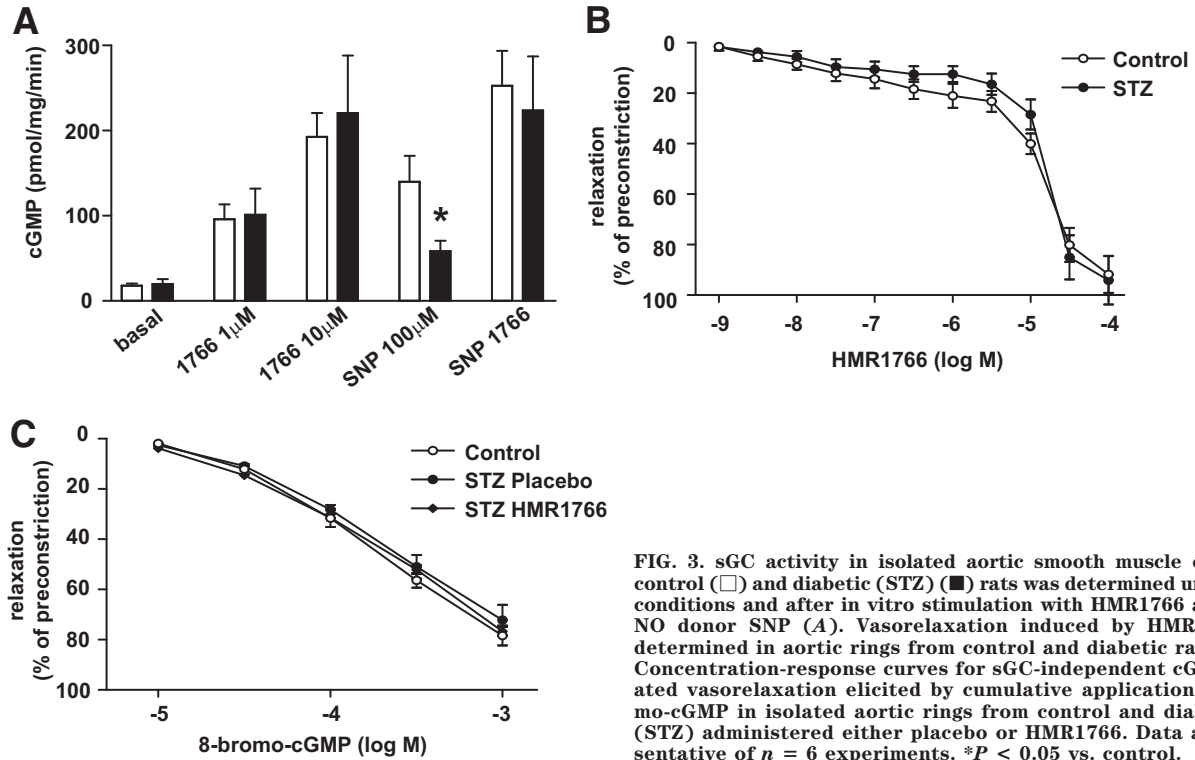 A
cGMP (pmol/mg/min)
300
200
100
0
basal
1766 1μM
1766 10μM
SNP 100μM
SNP 1766
*
B
relaxation
(% of preconstriction)
0
20
40
60
80
100
-9 -8 -7 -6 -5 -4
HMR1766 (log M)
Control
STZ
C
relaxation
(% of preconstriction)
0
20
40
60
80
100
-5 -4 -3
8-bromo-cGMP (log M)
Control
STZ Placebo
STZ HMR1766
FIG. 3. sGC activity in isolated aortic smooth muscle
control (□) and diabetic (STZ) (■) rats was determined
conditions and after in vitro stimulation with HMR1766
NO donor SNP (A). Vasorelaxation induced by
determined in aortic rings from control and diabetic
Concentration-response curves for sGC-independent
ated vasorelaxation elicited by cumulative application
mo-cGMP in isolated aortic rings from control and
(STZ) administered either placebo or HMR1766. Data
sentative of n = 6 experiments. *P < 0.05 vs. control.